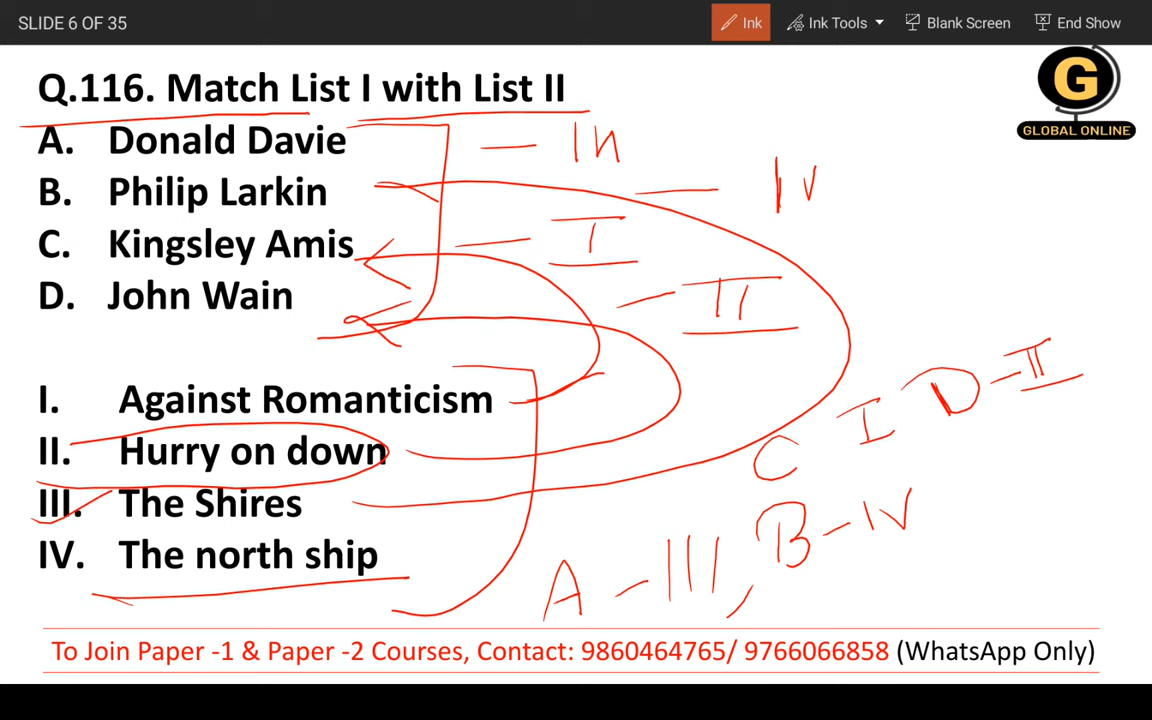 SLIDE 6 OF 35
Ink
Ink Tools
Blank Screen
End Show
Q.116. Match List I with List II
G
GLOBAL ONLINE
A. Donald Davie
B. Philip Larkin
C. Kingsley Amis
D. John Wain
— III
— IV
— I
— II
I. Against Romanticism
II. Hurry on down
III. The Shires
IV. The north ship
A - III, B - IV
C I D - II
To Join Paper -1 & Paper -2 Courses, Contact: 9860464765/ 9766066858 (WhatsApp Only)